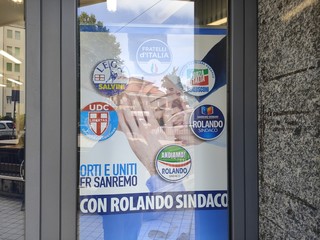 FRATELLI
D'ITALIA
LEGA
SALVINI
FORZA
ITALIA
UDC
ROLANDO
SINDACO
ANDIAMO!
ROLANDO
ORTI E UNITI
ER SANREMO
CON ROLANDO SINDACO